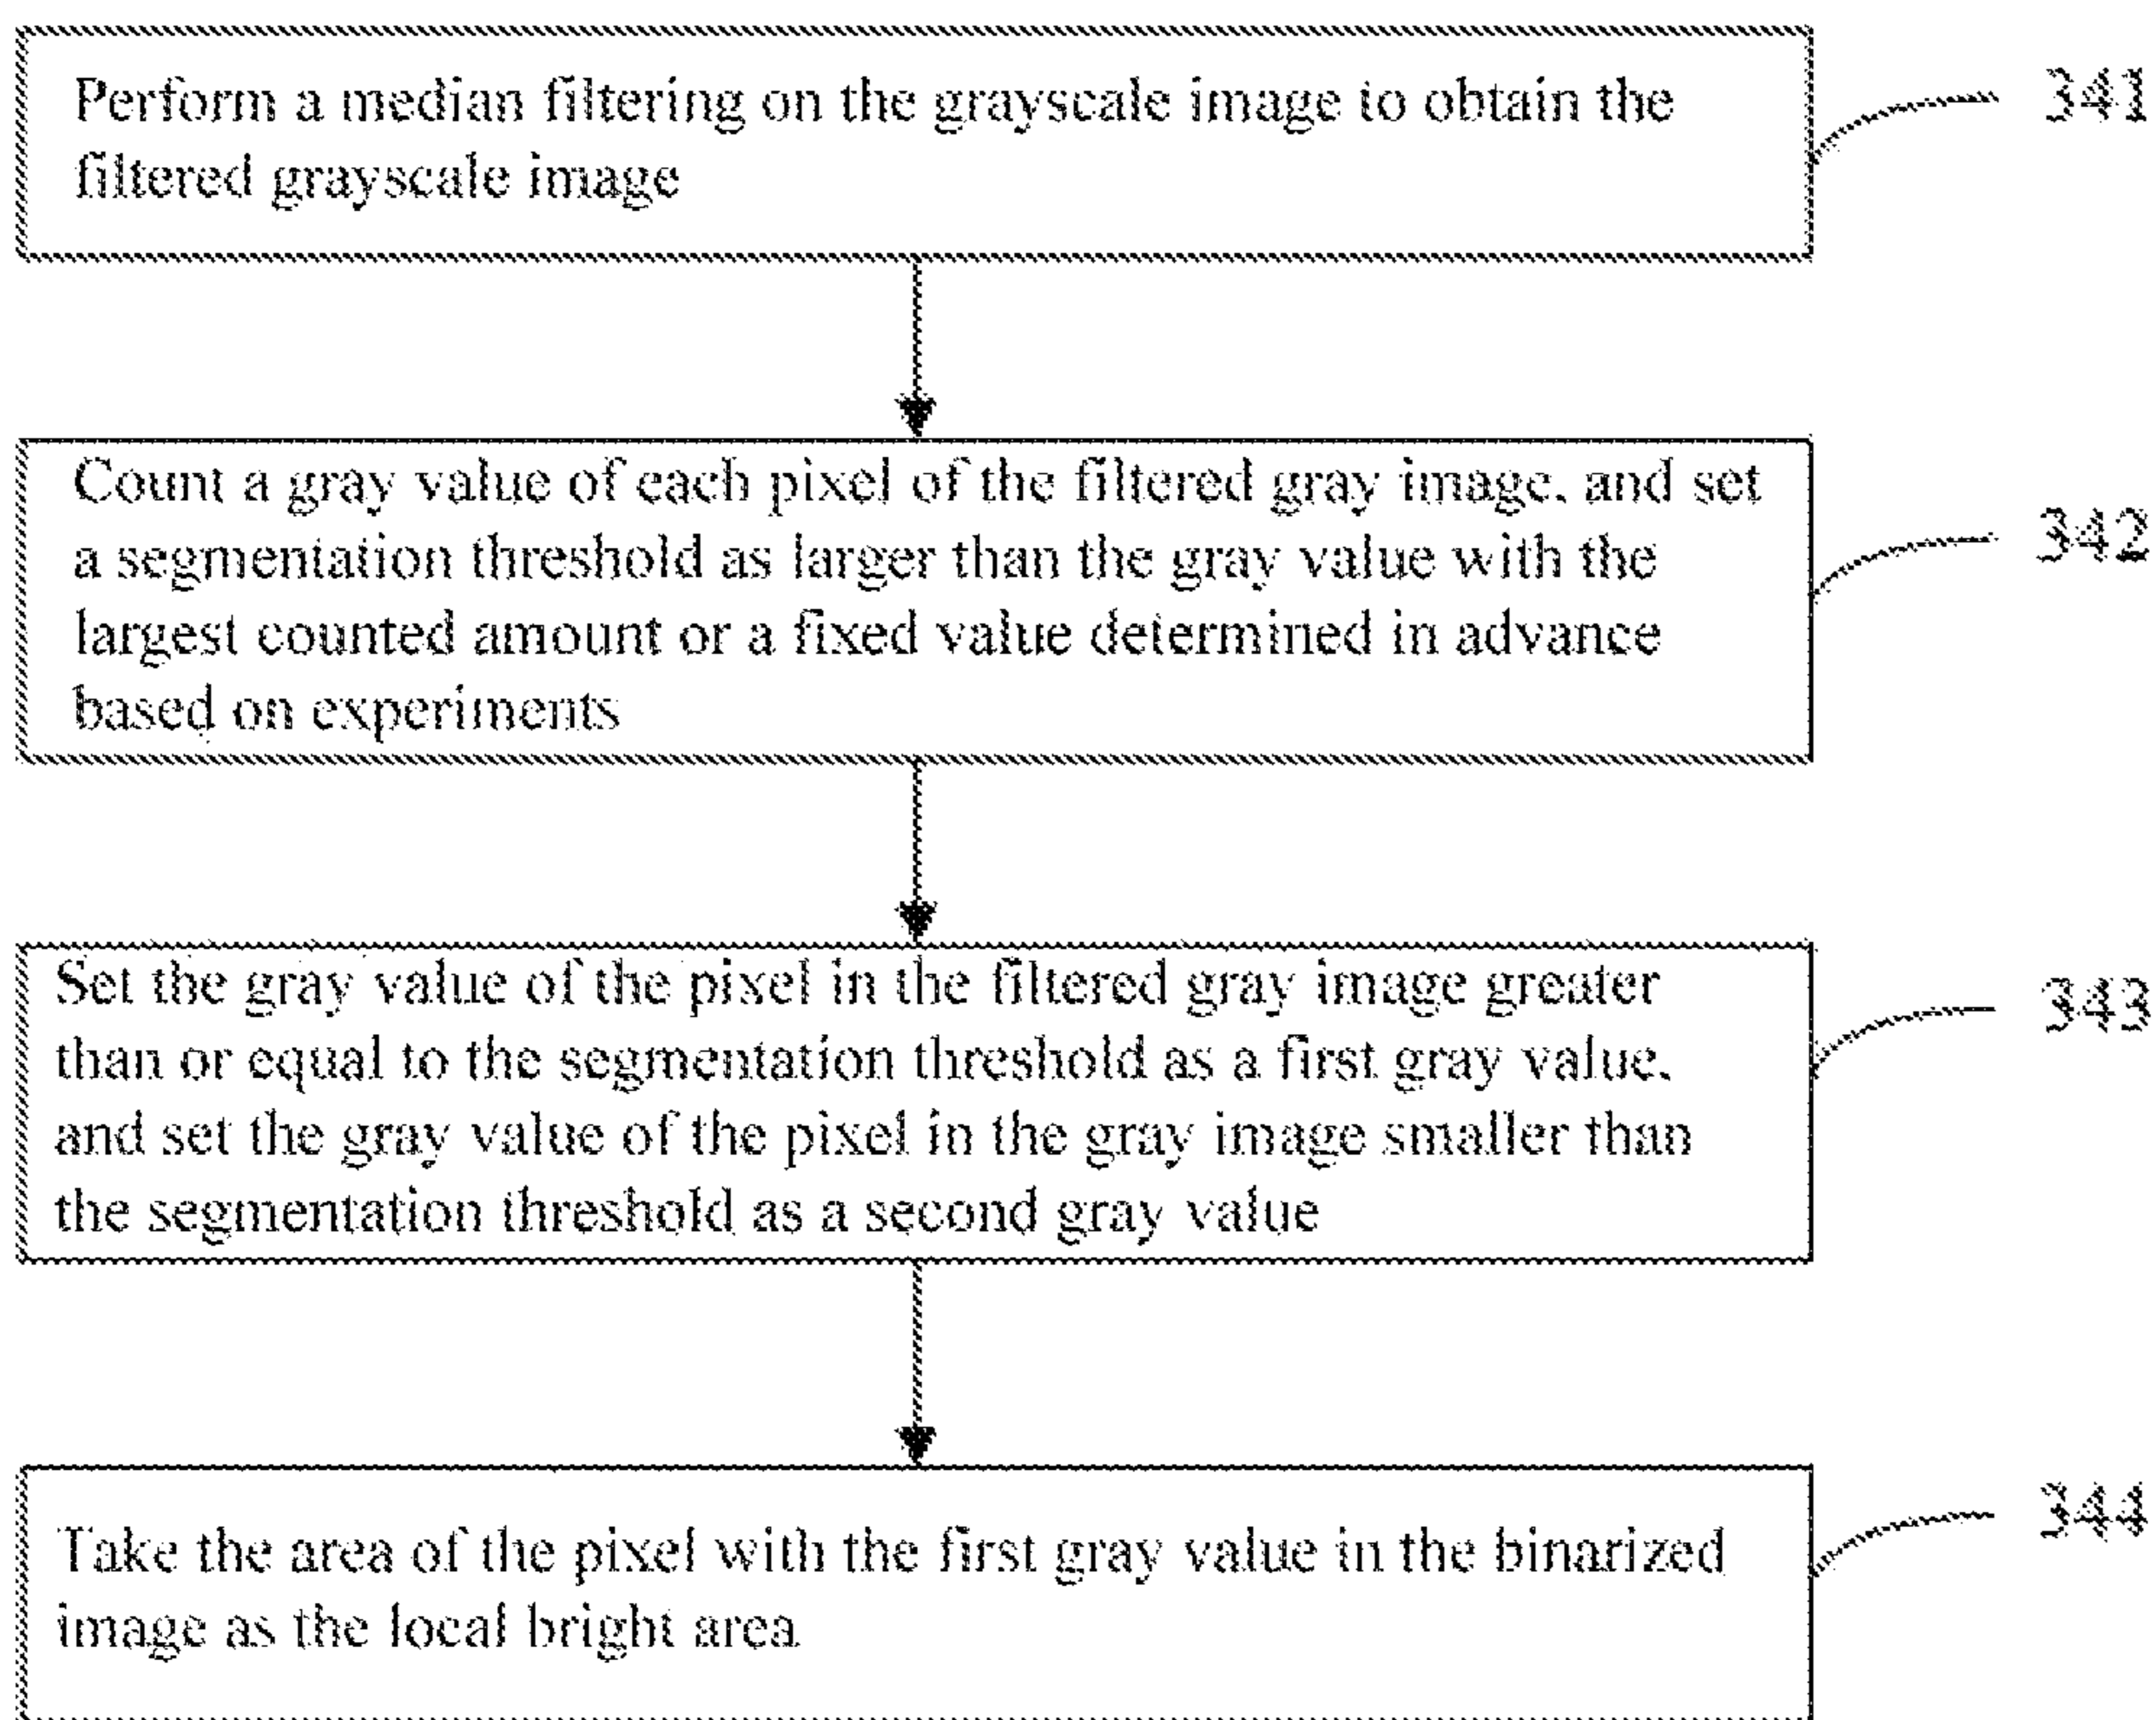 Perform a median filtering on the grayscale image to obtain the
filtered grayscale image
341
Count a gray value of each pixel of the filtered gray image, and set
a segmentation threshold as larger than the gray value with the
largest counted amount or a fixed value determined in advance
based on experiments
342
Set the gray value of the pixel in the filtered gray image greater
than or equal to the segmentation threshold as a first gray value,
and set the gray value of the pixel in the gray image smaller than
the segmentation threshold as a second gray value
343
Take the area of the pixel with the first gray value in the binarized
image as the local bright area
344